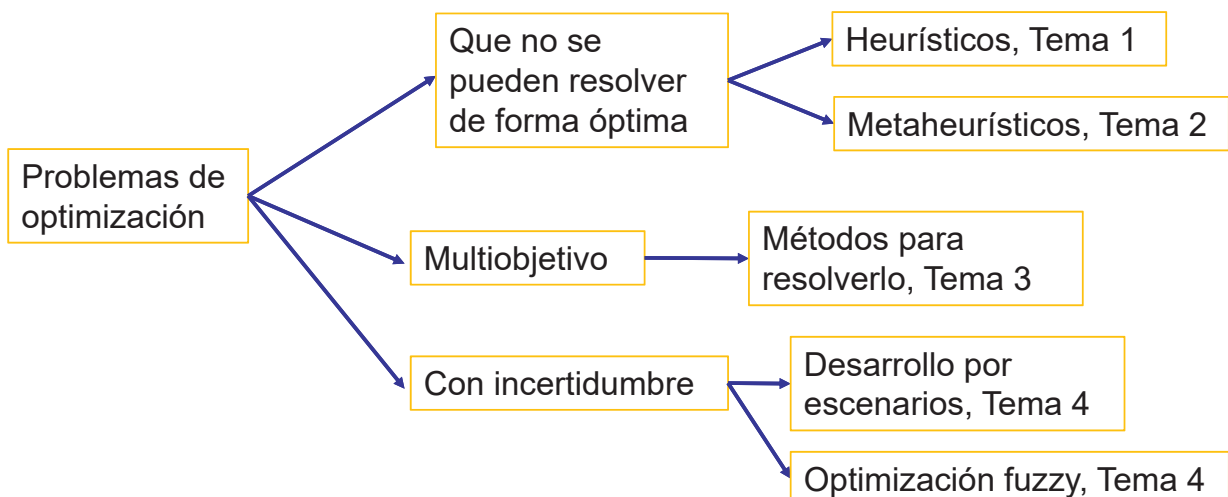 Problemas de
optimización
Que no se
pueden resolver
de forma óptima
Heurísticos, Tema 1
Metaheurísticos, Tema 2
Multiobjetivo
Métodos para
resolverlo, Tema 3
Con incertidumbre
Desarrollo por
escenarios, Tema 4
Optimización fuzzy, Tema 4